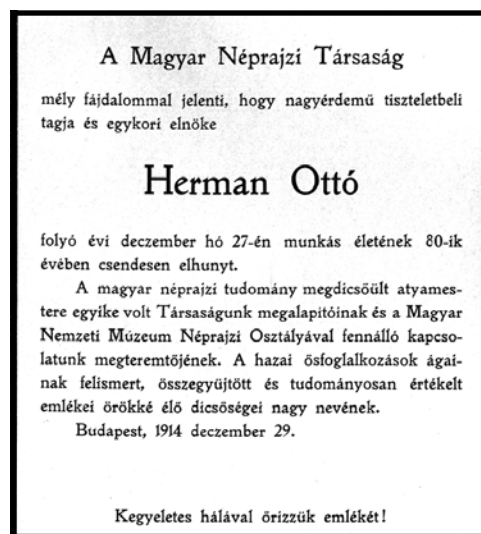 A Magyar Néprajzi Társaság
mély fájdalommal jelenti, hogy nagyérdemű tiszteletbeli
tagja és egykori elnöke
Herman Ottó
folyó évi deczember hó 27-én munkás életének 80-ik
évében csendesen elhunyt.
A magyar néprajzi tudomány megdicsőült atyames-
tere egyike volt Társaságunk megalapítóinak és a Magyar
Nemzeti Múzeum Néprajzi Osztályával fennálló kapcso-
latunk megteremtőjének. A hazai ősfoglalkozások ágai-
nak felismert, összegyűjtött és tudományosan értékelt
emlékei örökké élő dicsőségei nagy nevének.
Budapest, 1914 deczember 29.
Kegyeletes hálával őrizzük emlékét!